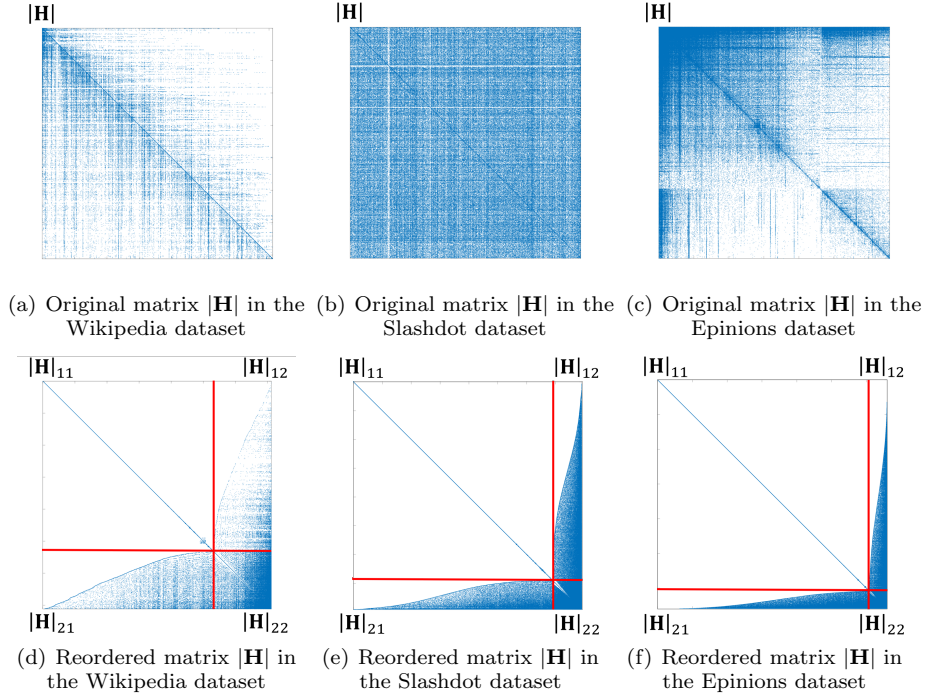 |H| |H| |H|
(a) Original matrix |H| in the (b) Original matrix |H| in the (c) Original matrix |H| in the
Wikipedia dataset Slashdot dataset Epinions dataset
|H|11 |H|12 |H|11 |H|12 |H|11 |H|12
|H|21 |H|22 |H|21 |H|22 |H|21 |H|22
(d) Reordered matrix |H| in (e) Reordered matrix |H| in (f) Reordered matrix |H| in
the Wikipedia dataset the Slashdot dataset the Epinions dataset